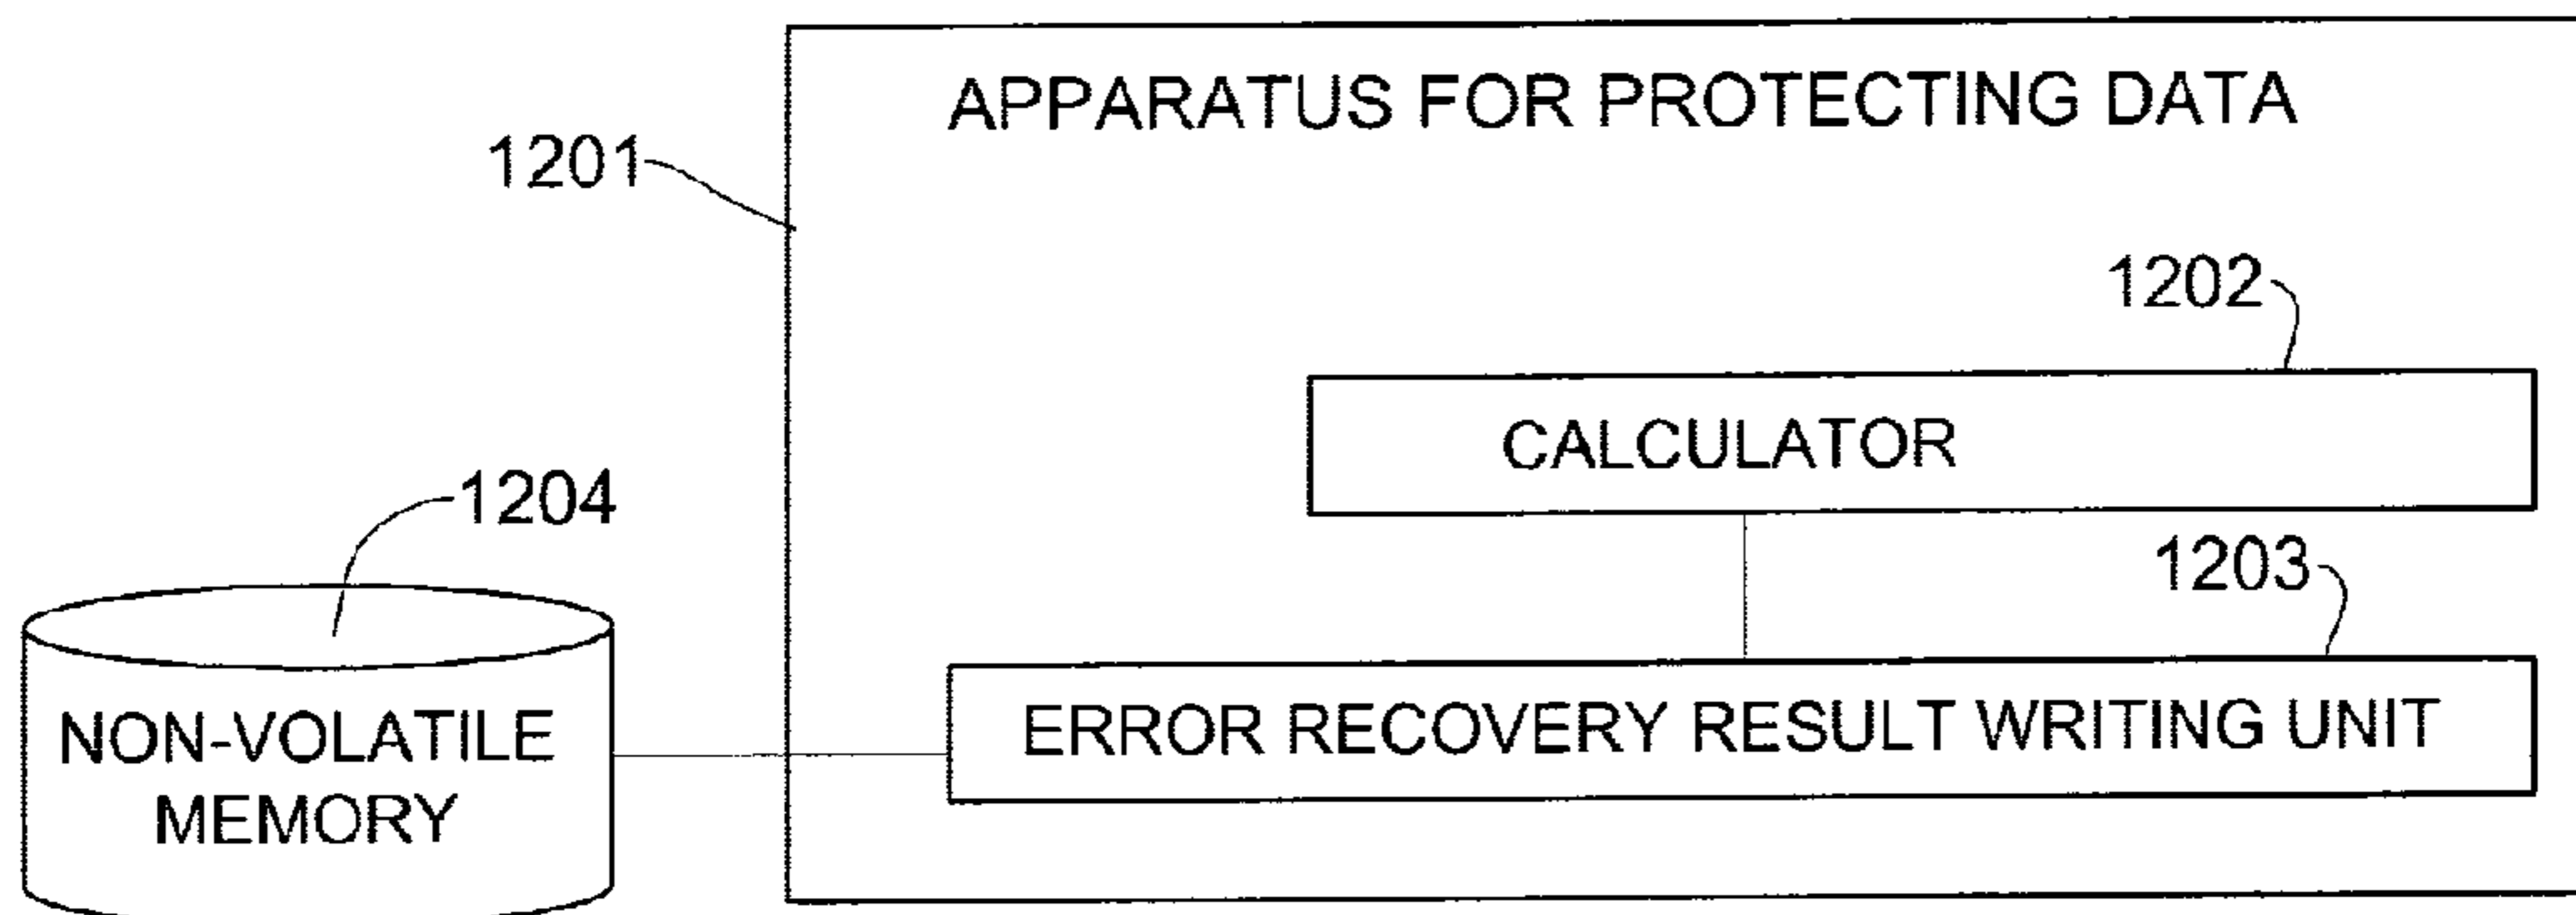 APPARATUS FOR PROTECTING DATA
1201
1202
CALCULATOR
1204
1203
ERROR RECOVERY RESULT WRITING UNIT
NON-VOLATILE
MEMORY